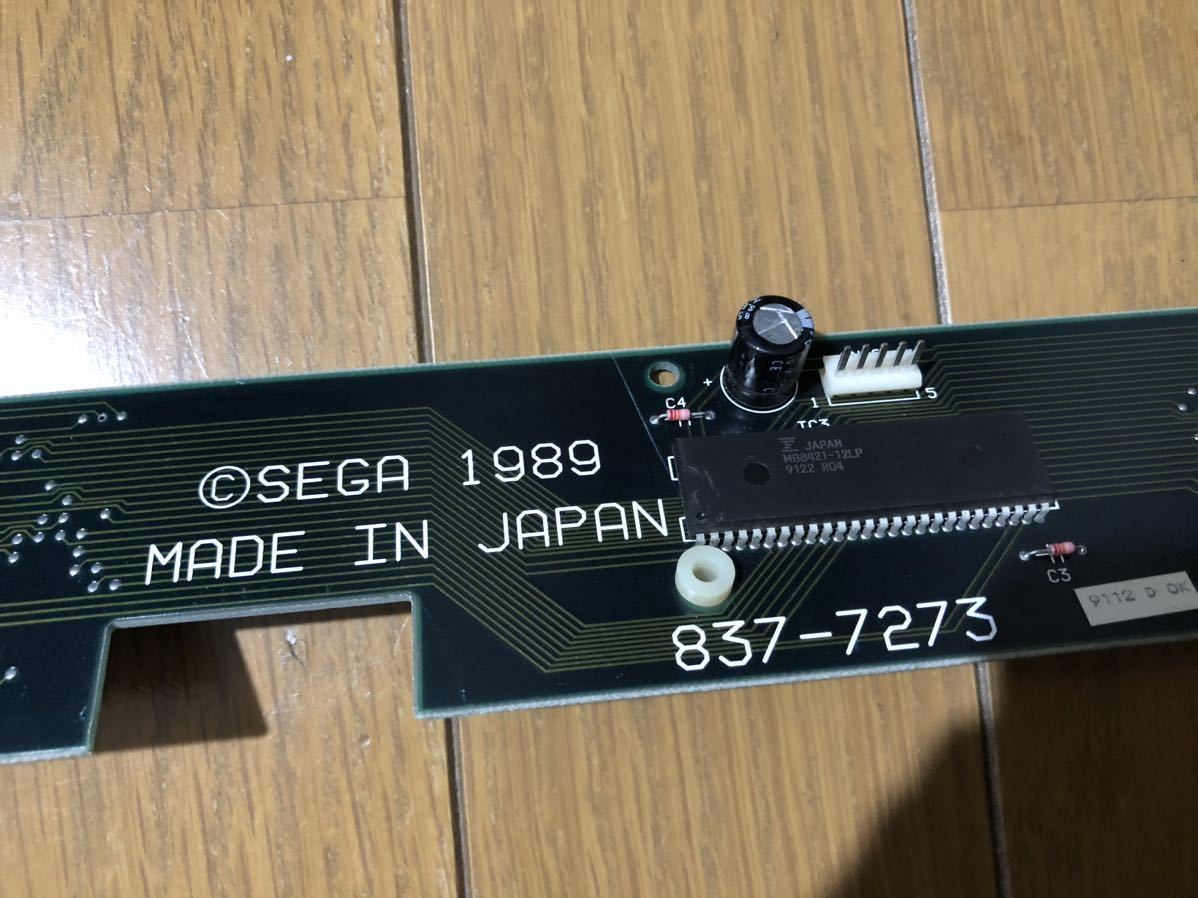 ©SEGA 1989
MADE IN JAPAN
C4
+
1
5
IC3
JAPAN
MB8421-12LP
9122 R04
C3
9112 D OK
837-7273